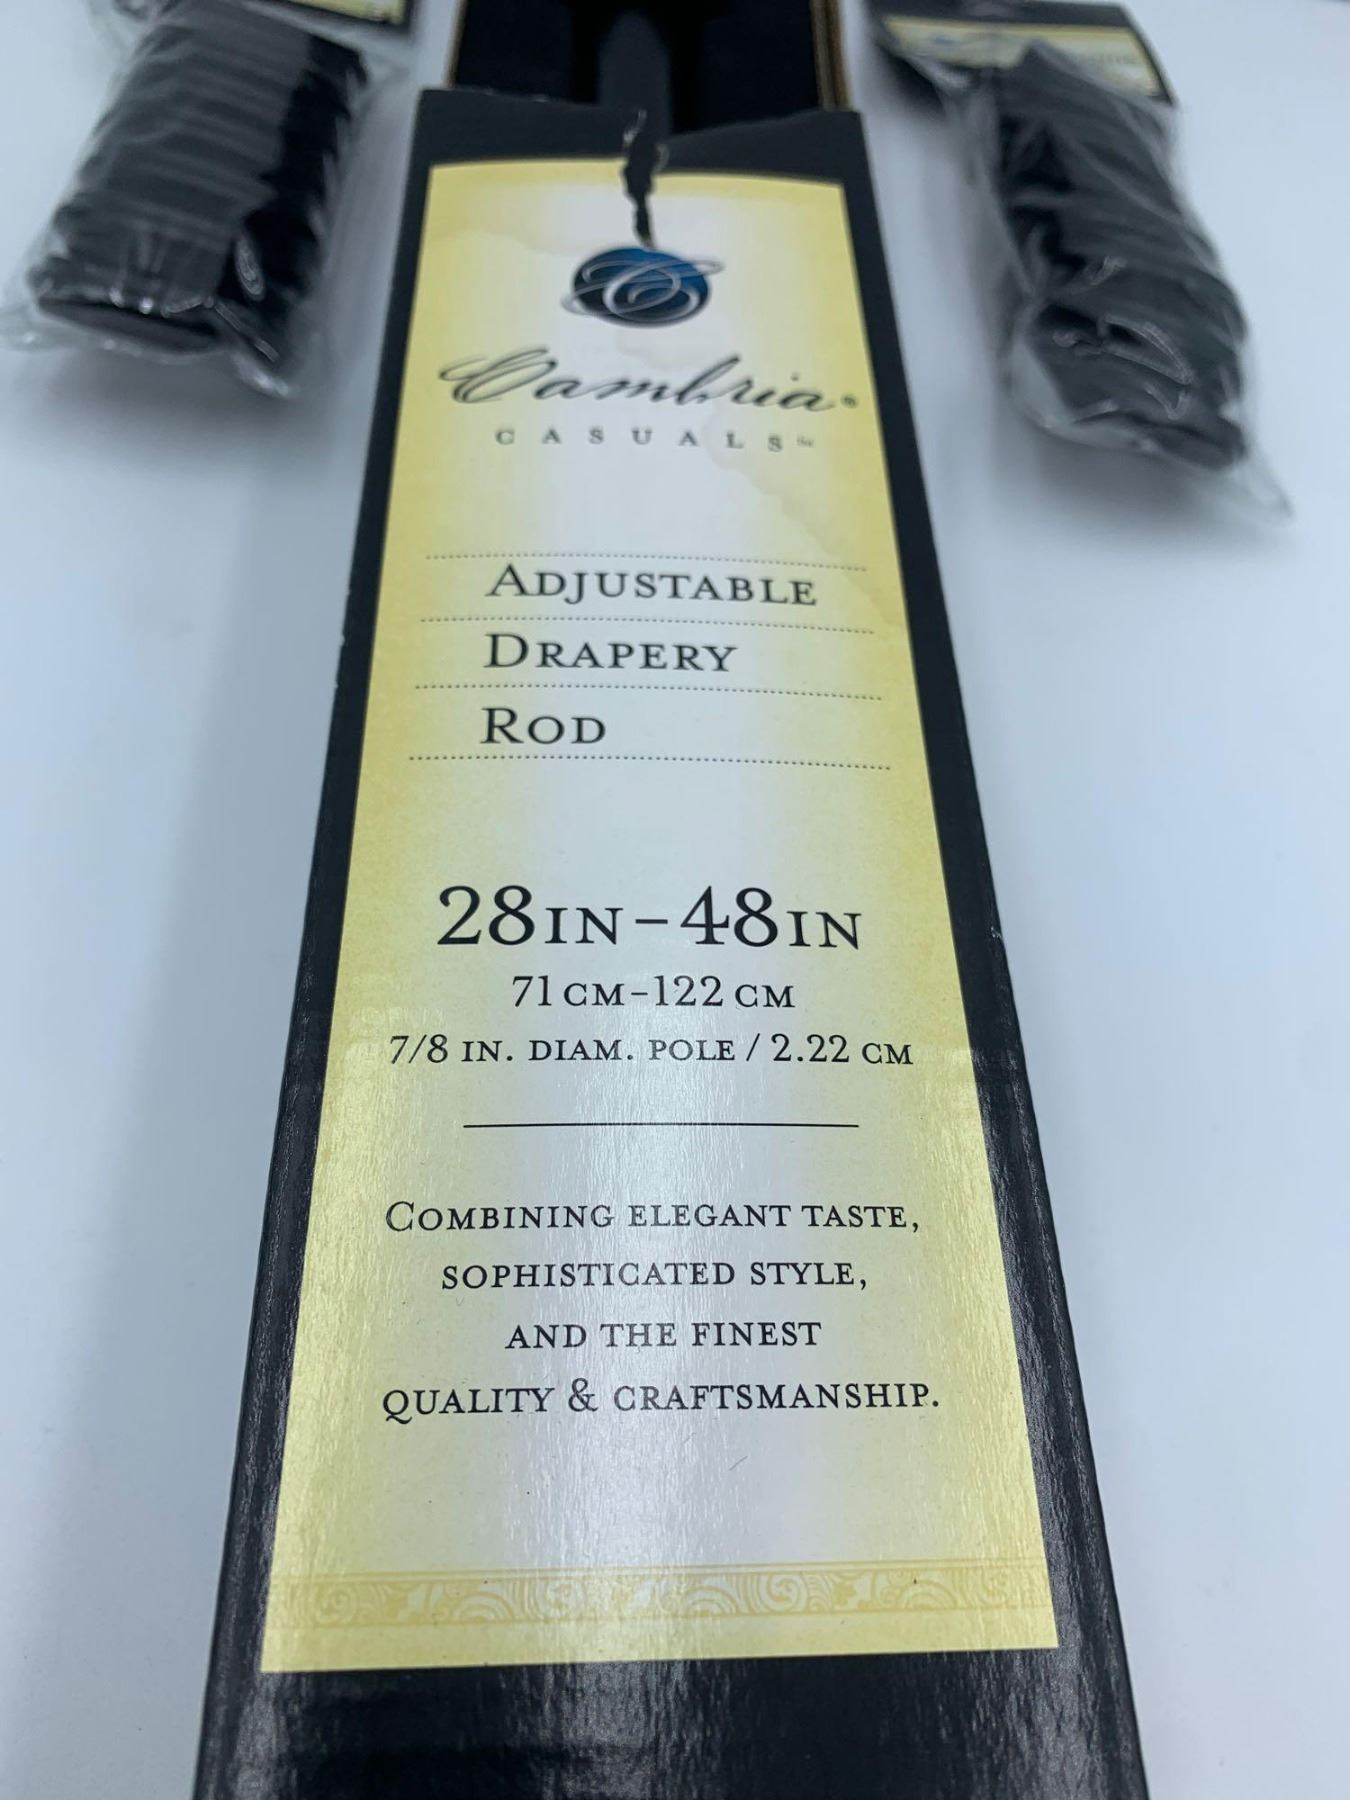 Cambria®
CASUALS
ADJUSTABLE
DRAPERY
ROD
28IN-48IN
71CM-122CM
7/8 IN. DIAM. POLE / 2.22 CM
COMBINING ELEGANT TASTE,
SOPHISTICATED STYLE,
AND THE FINEST
QUALITY & CRAFTSMANSHIP.